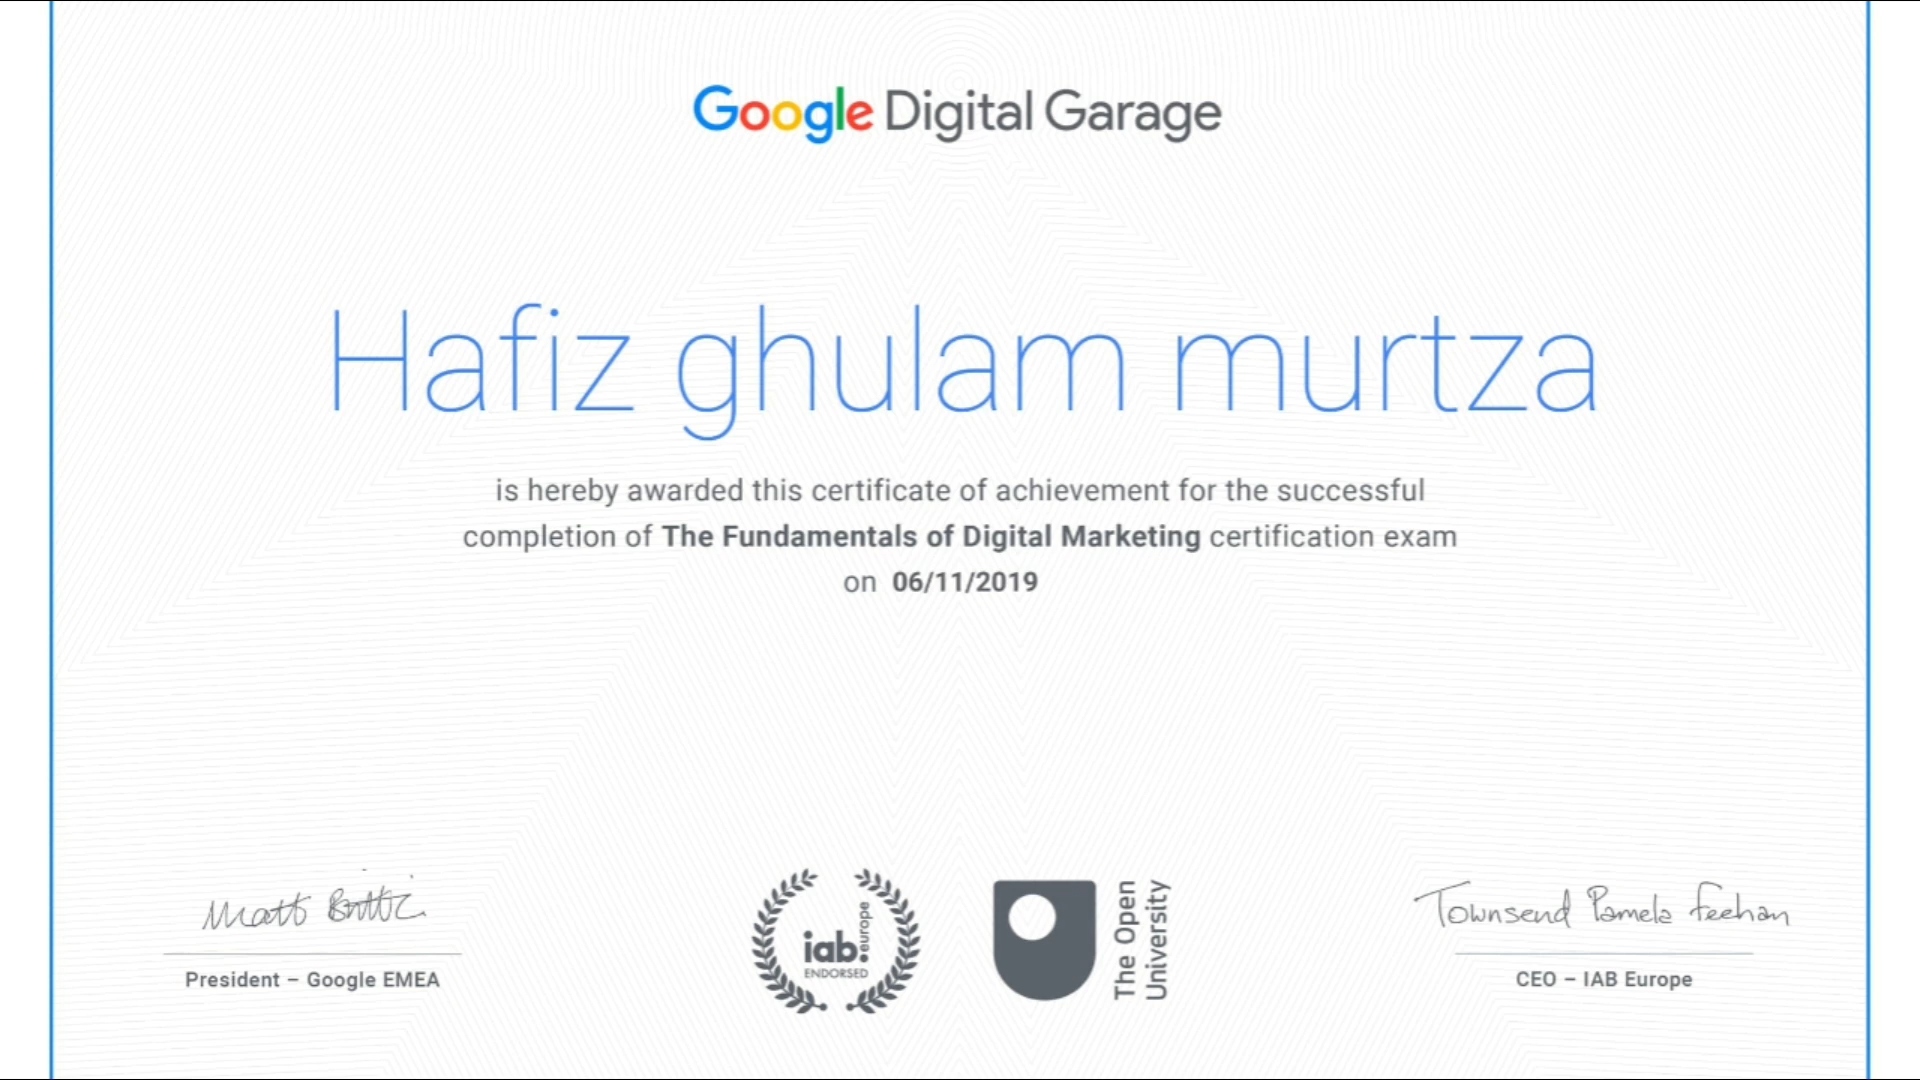 Google Digital Garage
Hafiz ghulam murtza
is hereby awarded this certificate of achievement for the successful
completion of The Fundamentals of Digital Marketing certification exam
on 06/11/2019
Matt Brittin
President – Google EMEA
iab: europe
ENDORSED
The Open
University
Townsend Pamela Feehan
CEO – IAB Europe